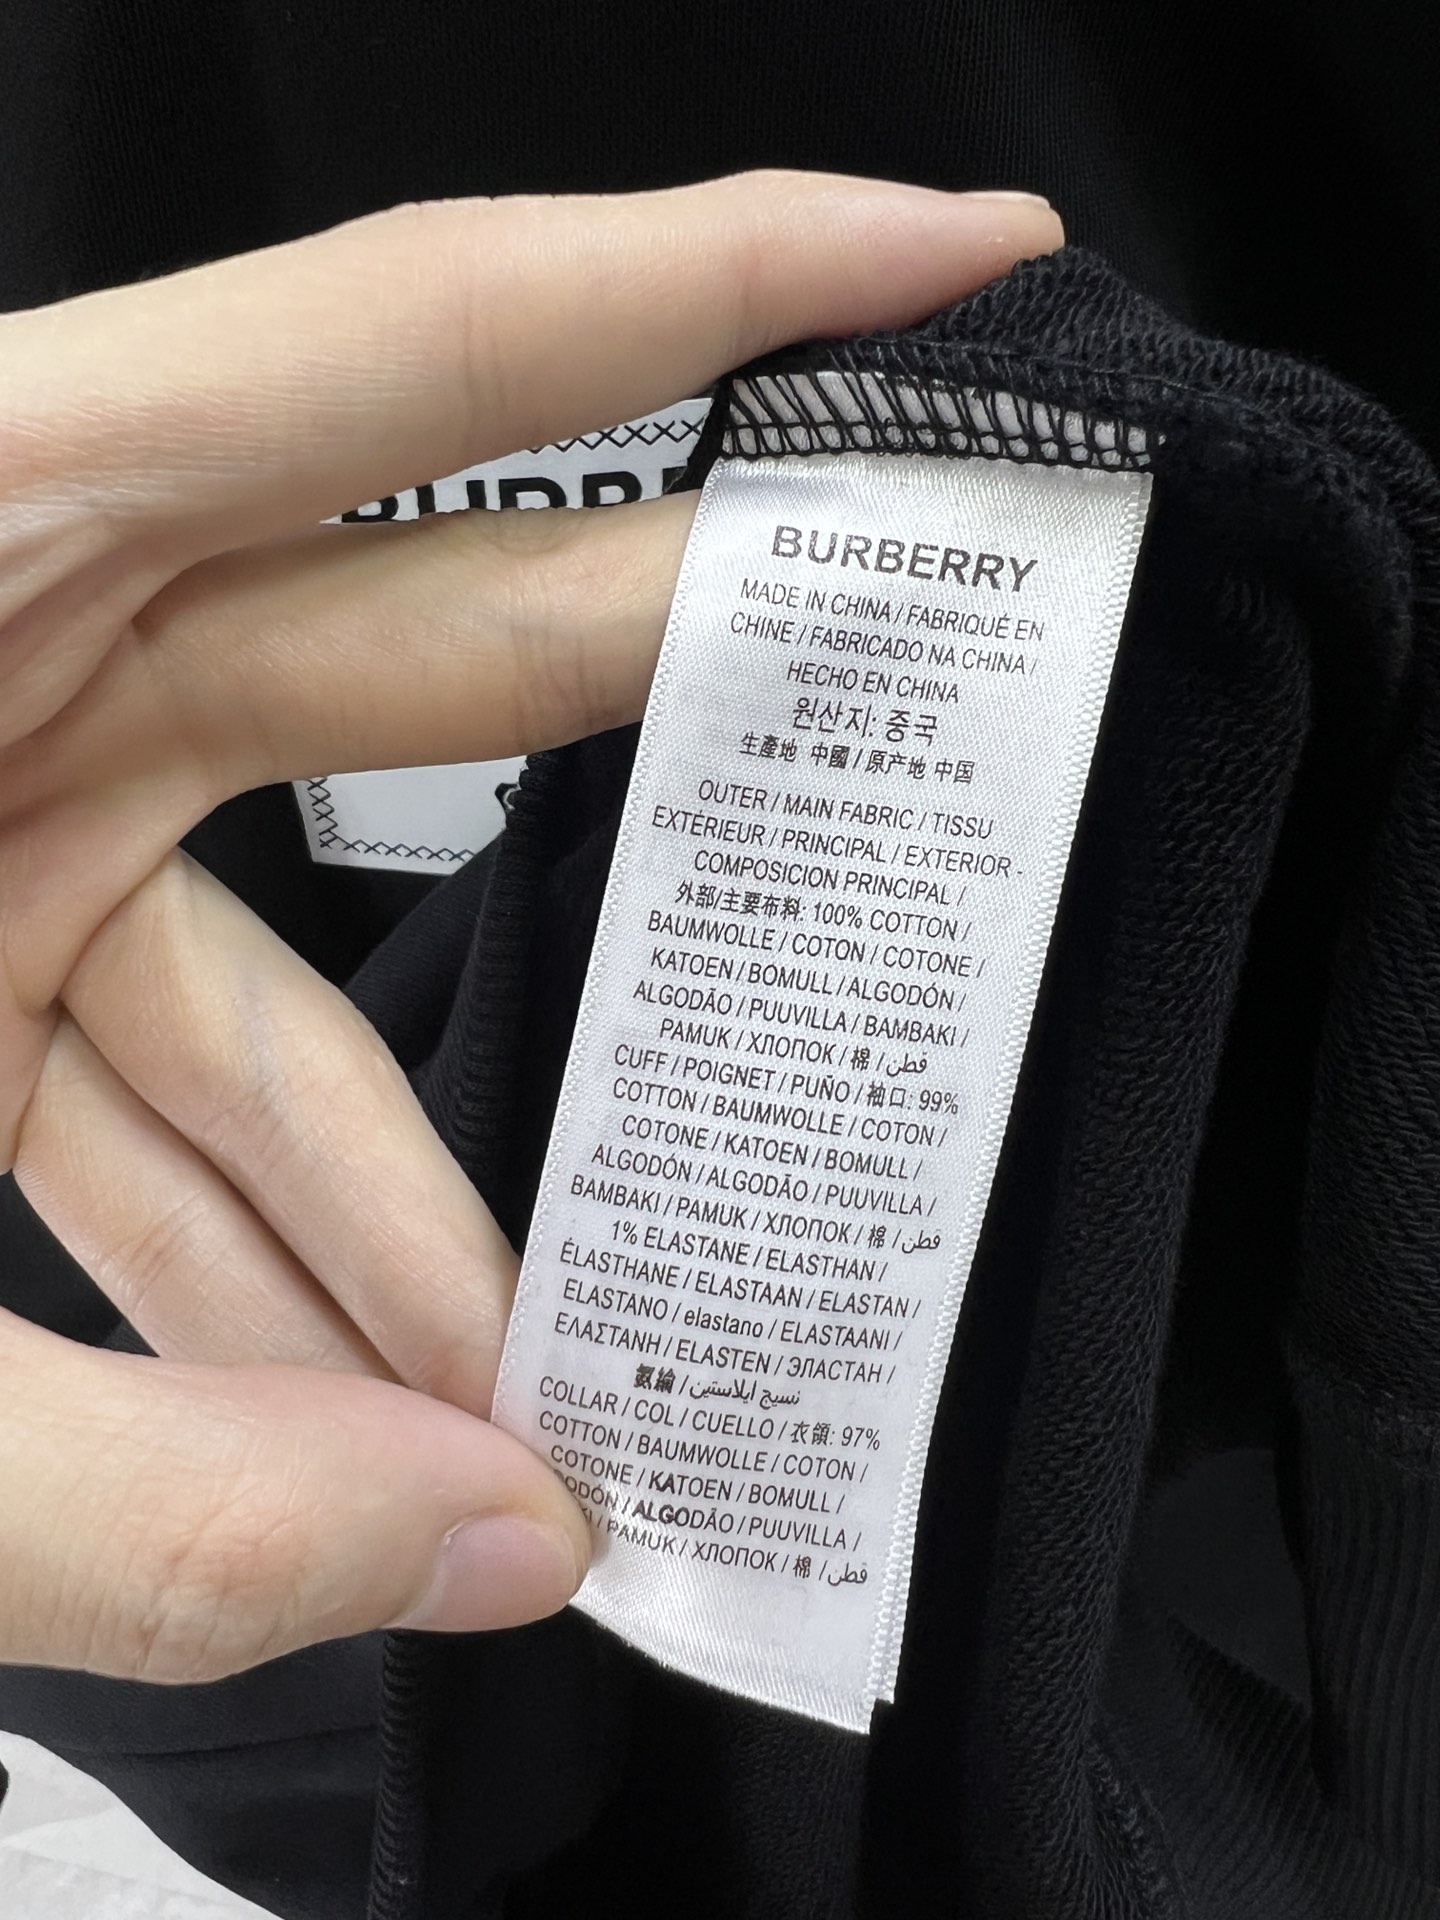 BURBE
BURBERRY
MADE IN CHINA / FABRIQUÉ EN
CHINE / FABRICADO NA CHINA /
HECHO EN CHINA
원산지: 중국
生產地 中國 / 原产地 中国
OUTER / MAIN FABRIC / TISSU
EXTÉRIEUR / PRINCIPAL / EXTERIOR -
COMPOSICION PRINCIPAL /
外部/主要布料: 100% COTTON /
BAUMWOLLE / COTON / COTONE /
KATOEN / BOMULL / ALGODÓN /
ALGODÃO / PUUVILLA / BAMBAKI /
PAMUK / ХЛОПОК / 棉 / قطن
CUFF / POIGNET / PUÑO / 袖口: 99%
COTTON / BAUMWOLLE / COTON /
COTONE / KATOEN / BOMULL /
ALGODÓN / ALGODÃO / PUUVILLA /
BAMBAKI / PAMUK / ХЛОПОК / 棉 / قطن
1% ELASTANE / ELASTHAN /
ÉLASTHANE / ELASTAAN / ELASTAN /
ELASTANO / elastano / ELASTAANI /
ΕΛΑΣΤΑΝΗ / ELASTEN / ЭЛАСТАН /
氨綸 / نسيج ايلاستين
COLLAR / COL / CUELLO / 衣領: 97%
COTTON / BAUMWOLLE / COTON /
COTONE / KATOEN / BOMULL /
ODÓN / ALGODÃO / PUUVILLA /
KI / PAMUK / ХЛОПОК / 棉 / قطن